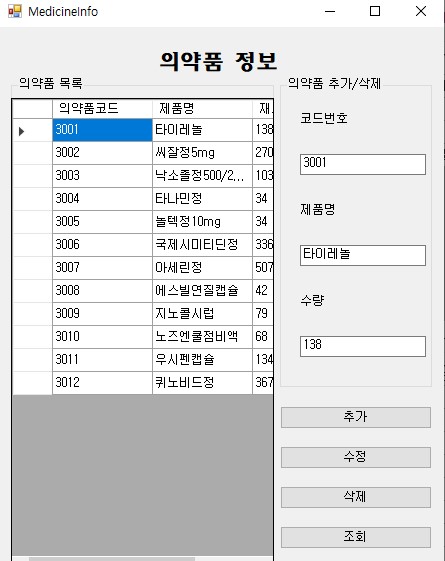 MedicineInfo
의약품 정보
의약품 목록
의약품코드 제품명 재
3001 타이레놀 138
3002 씨잘정5mg 270
3003 낙소졸정500/2... 103
3004 타나민정 34
3005 놀텍정10mg 34
3006 국제시미티딘정 336
3007 아세린정 507
3008 에스빌연질캡슐 42
3009 지노콜시럽 79
3010 노즈엔쿨점비액 68
3011 우시펜캡슐 134
3012 퀴노비드정 367
의약품 추가/삭제
코드번호
3001
제품명
타이레놀
수량
138
추가
수정
삭제
조회